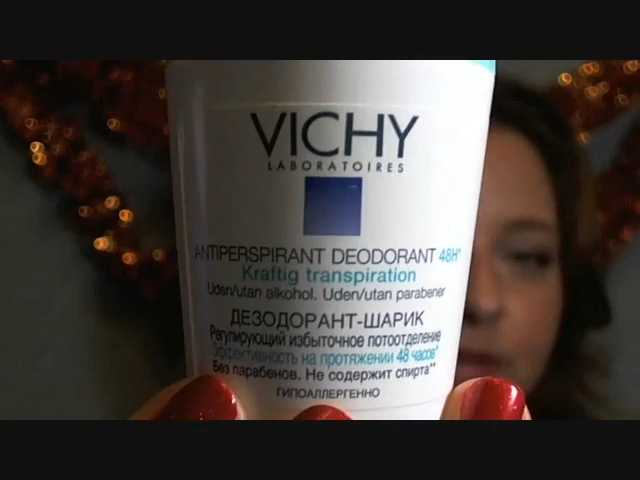 VICHY
LABORATOIRES
ANTIPERSPIRANT DEODORANT 48H*
Kraftig transpiration
Uden/utan alkohol. Uden/utan parabener
ДЕЗОДОРАНТ-ШАРИК
Регулирующий избыточное потоотделение
эффективность на протяжении 48 часов*
Без парабенов. Не содержит спирта**
ГИПОАЛЛЕРГЕННО